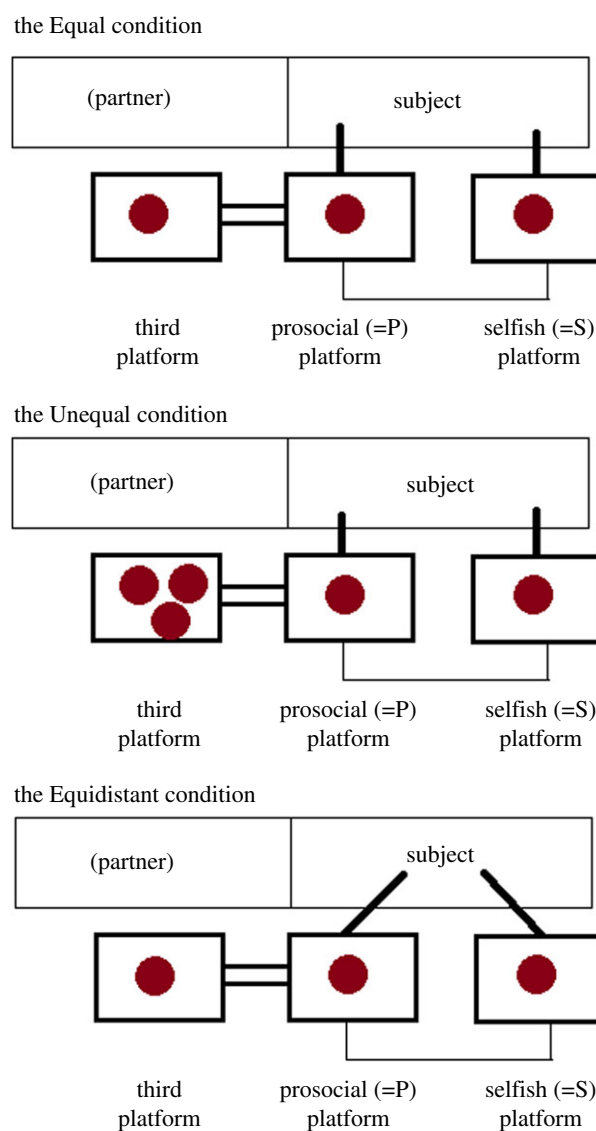 the Equal condition
(partner) subject
third prosocial (=P) selfish (=S)
platform platform platform
the Unequal condition
(partner) subject
third prosocial (=P) selfish (=S)
platform platform platform
the Equidistant condition
(partner) subject
third prosocial (=P) selfish (=S)
platform platform platform